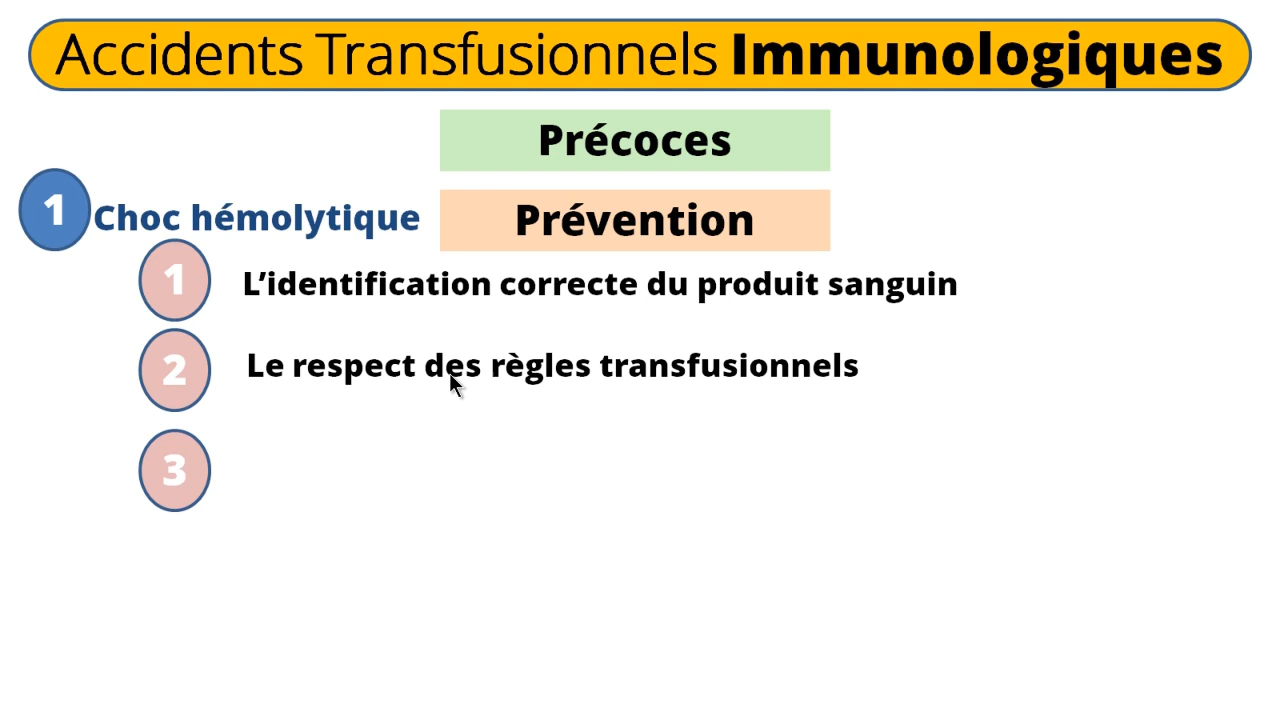 Accidents Transfusionnels Immunologiques
Précoces
1 Choc hémolytique
Prévention
1 L’identification correcte du produit sanguin
2 Le respect des règles transfusionnels
3